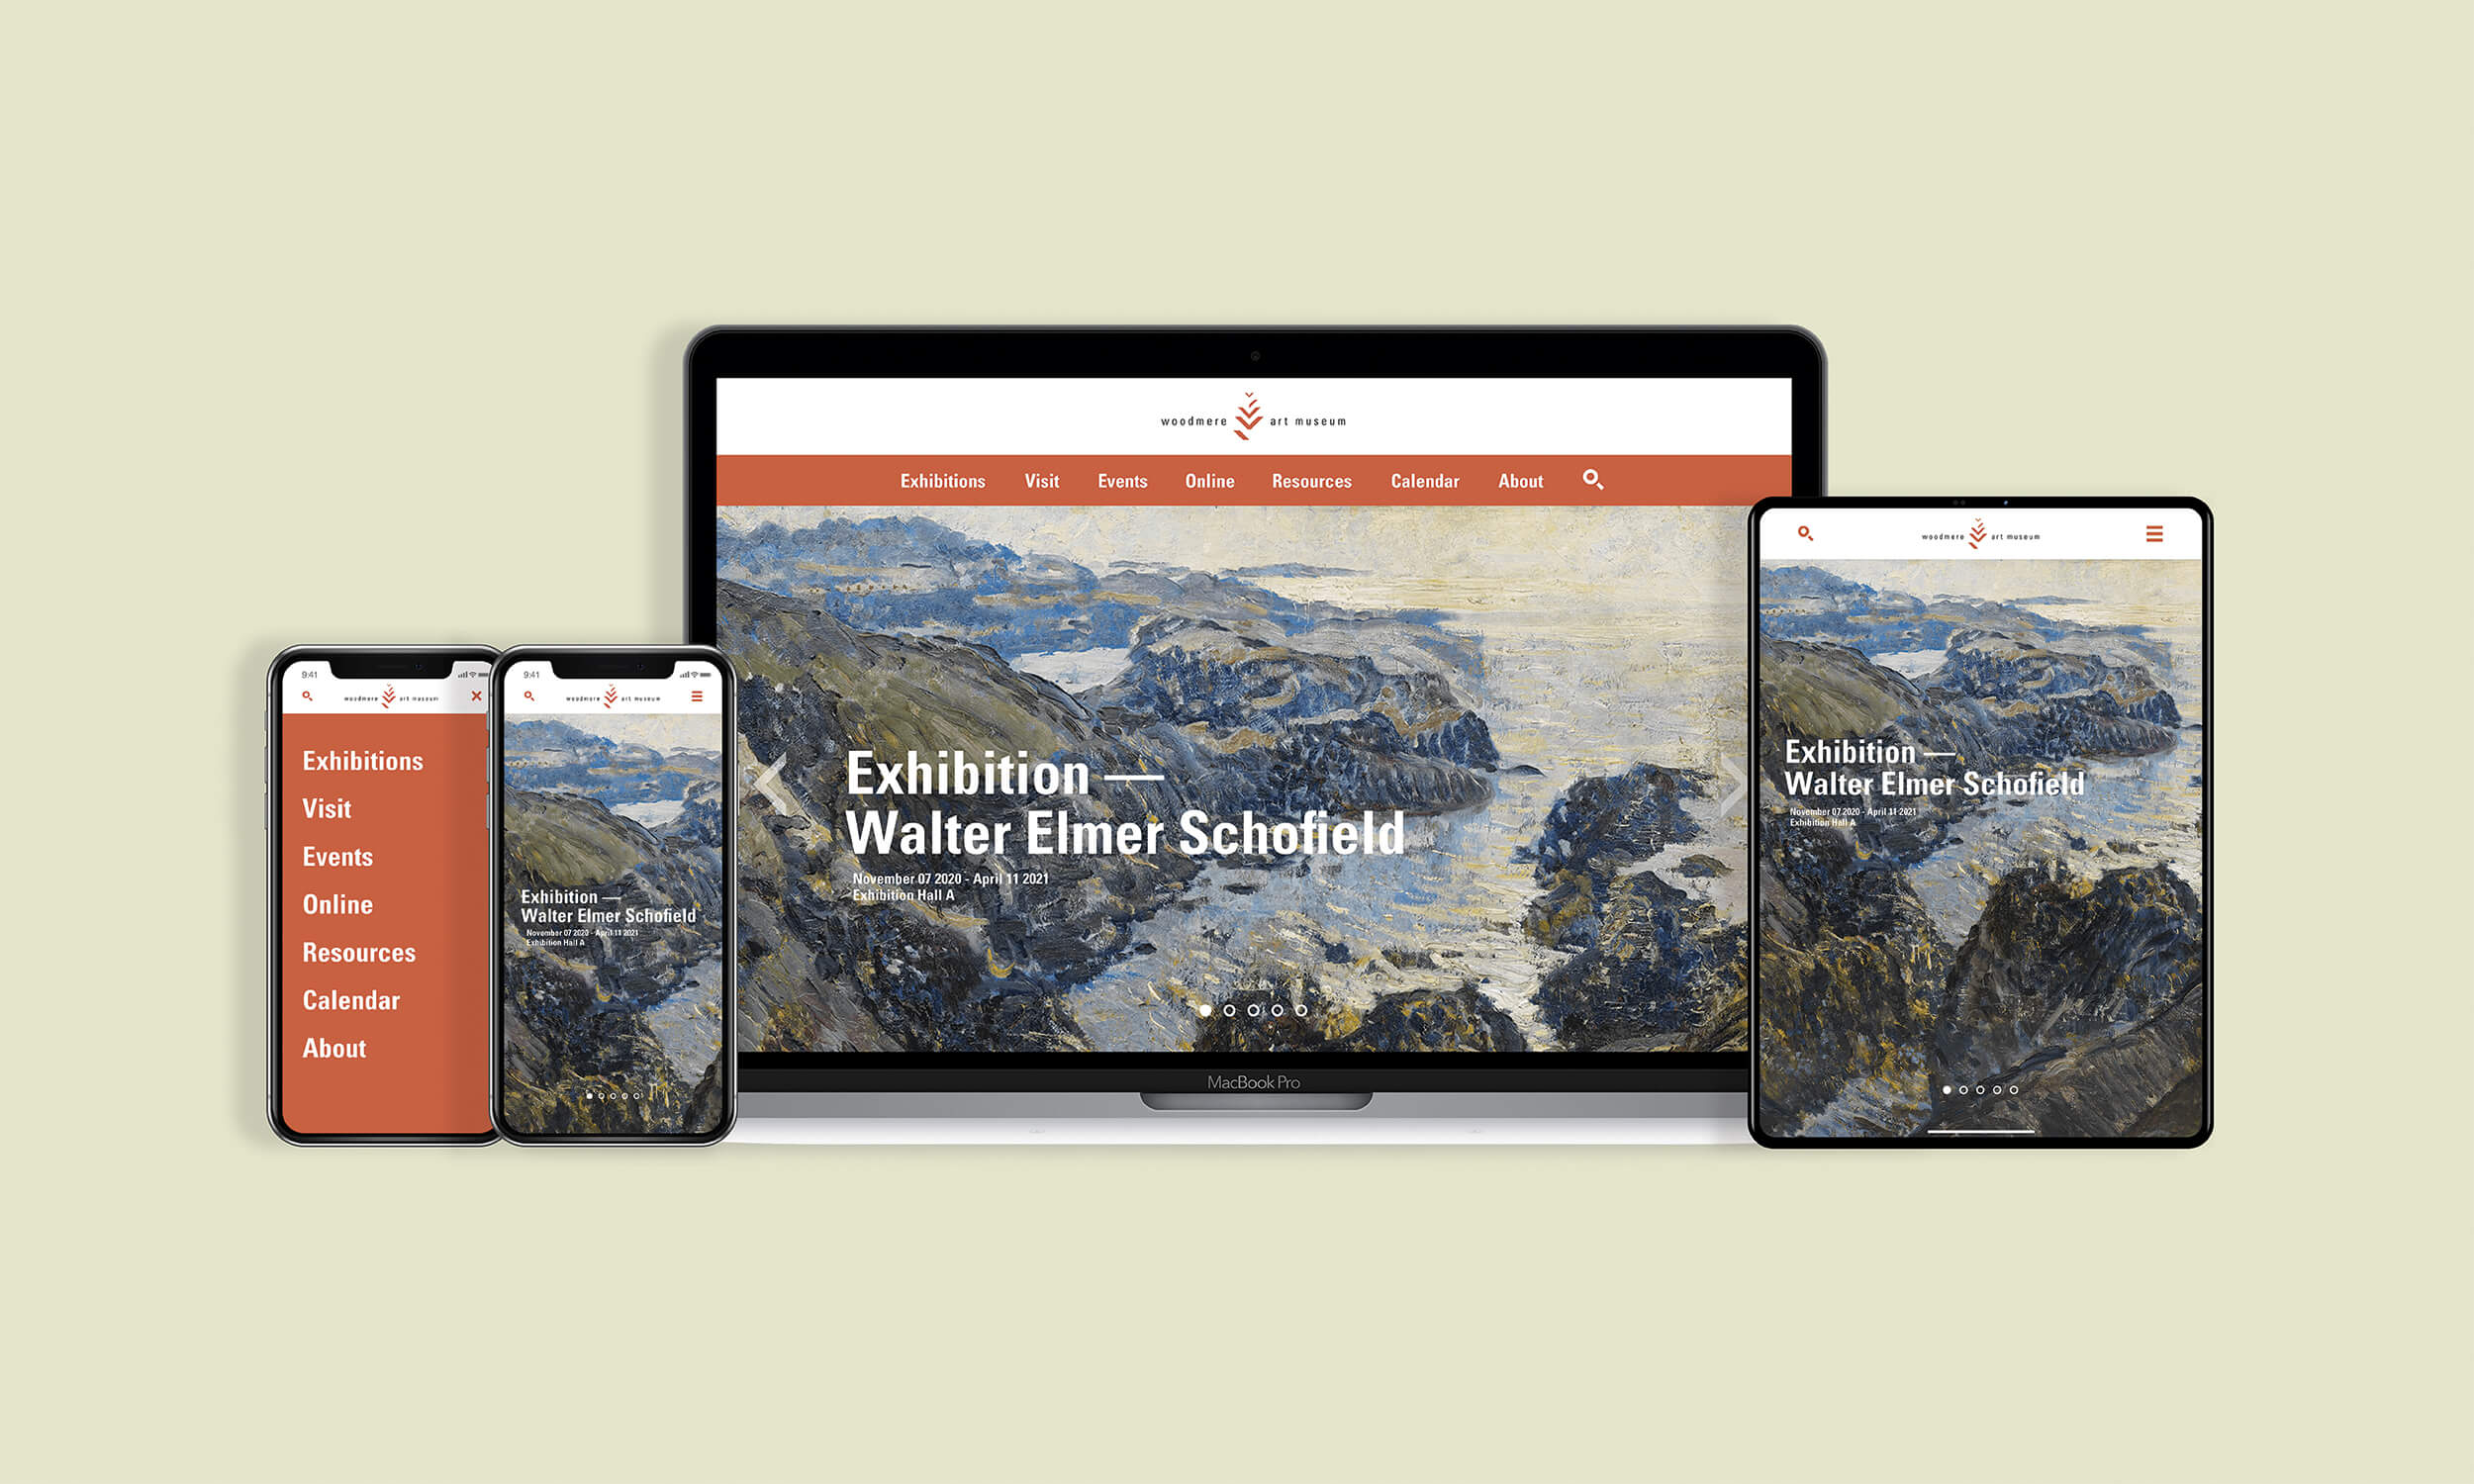 woodmere art museum
Exhibitions Visit Events Online Resources Calendar About
Exhibition —
Walter Elmer Schofield
November 07 2020 - April 11 2021
Exhibition Hall A
MacBook Pro
9:41
woodmere art museum
Exhibitions
Visit
Events
Online
Resources
Calendar
About
9:41
woodmere art museum
Exhibition —
Walter Elmer Schofield
November 07 2020 - April 11 2021
Exhibition Hall A
woodmere art museum
Exhibition —
Walter Elmer Schofield
November 07 2020 - April 11 2021
Exhibition Hall A